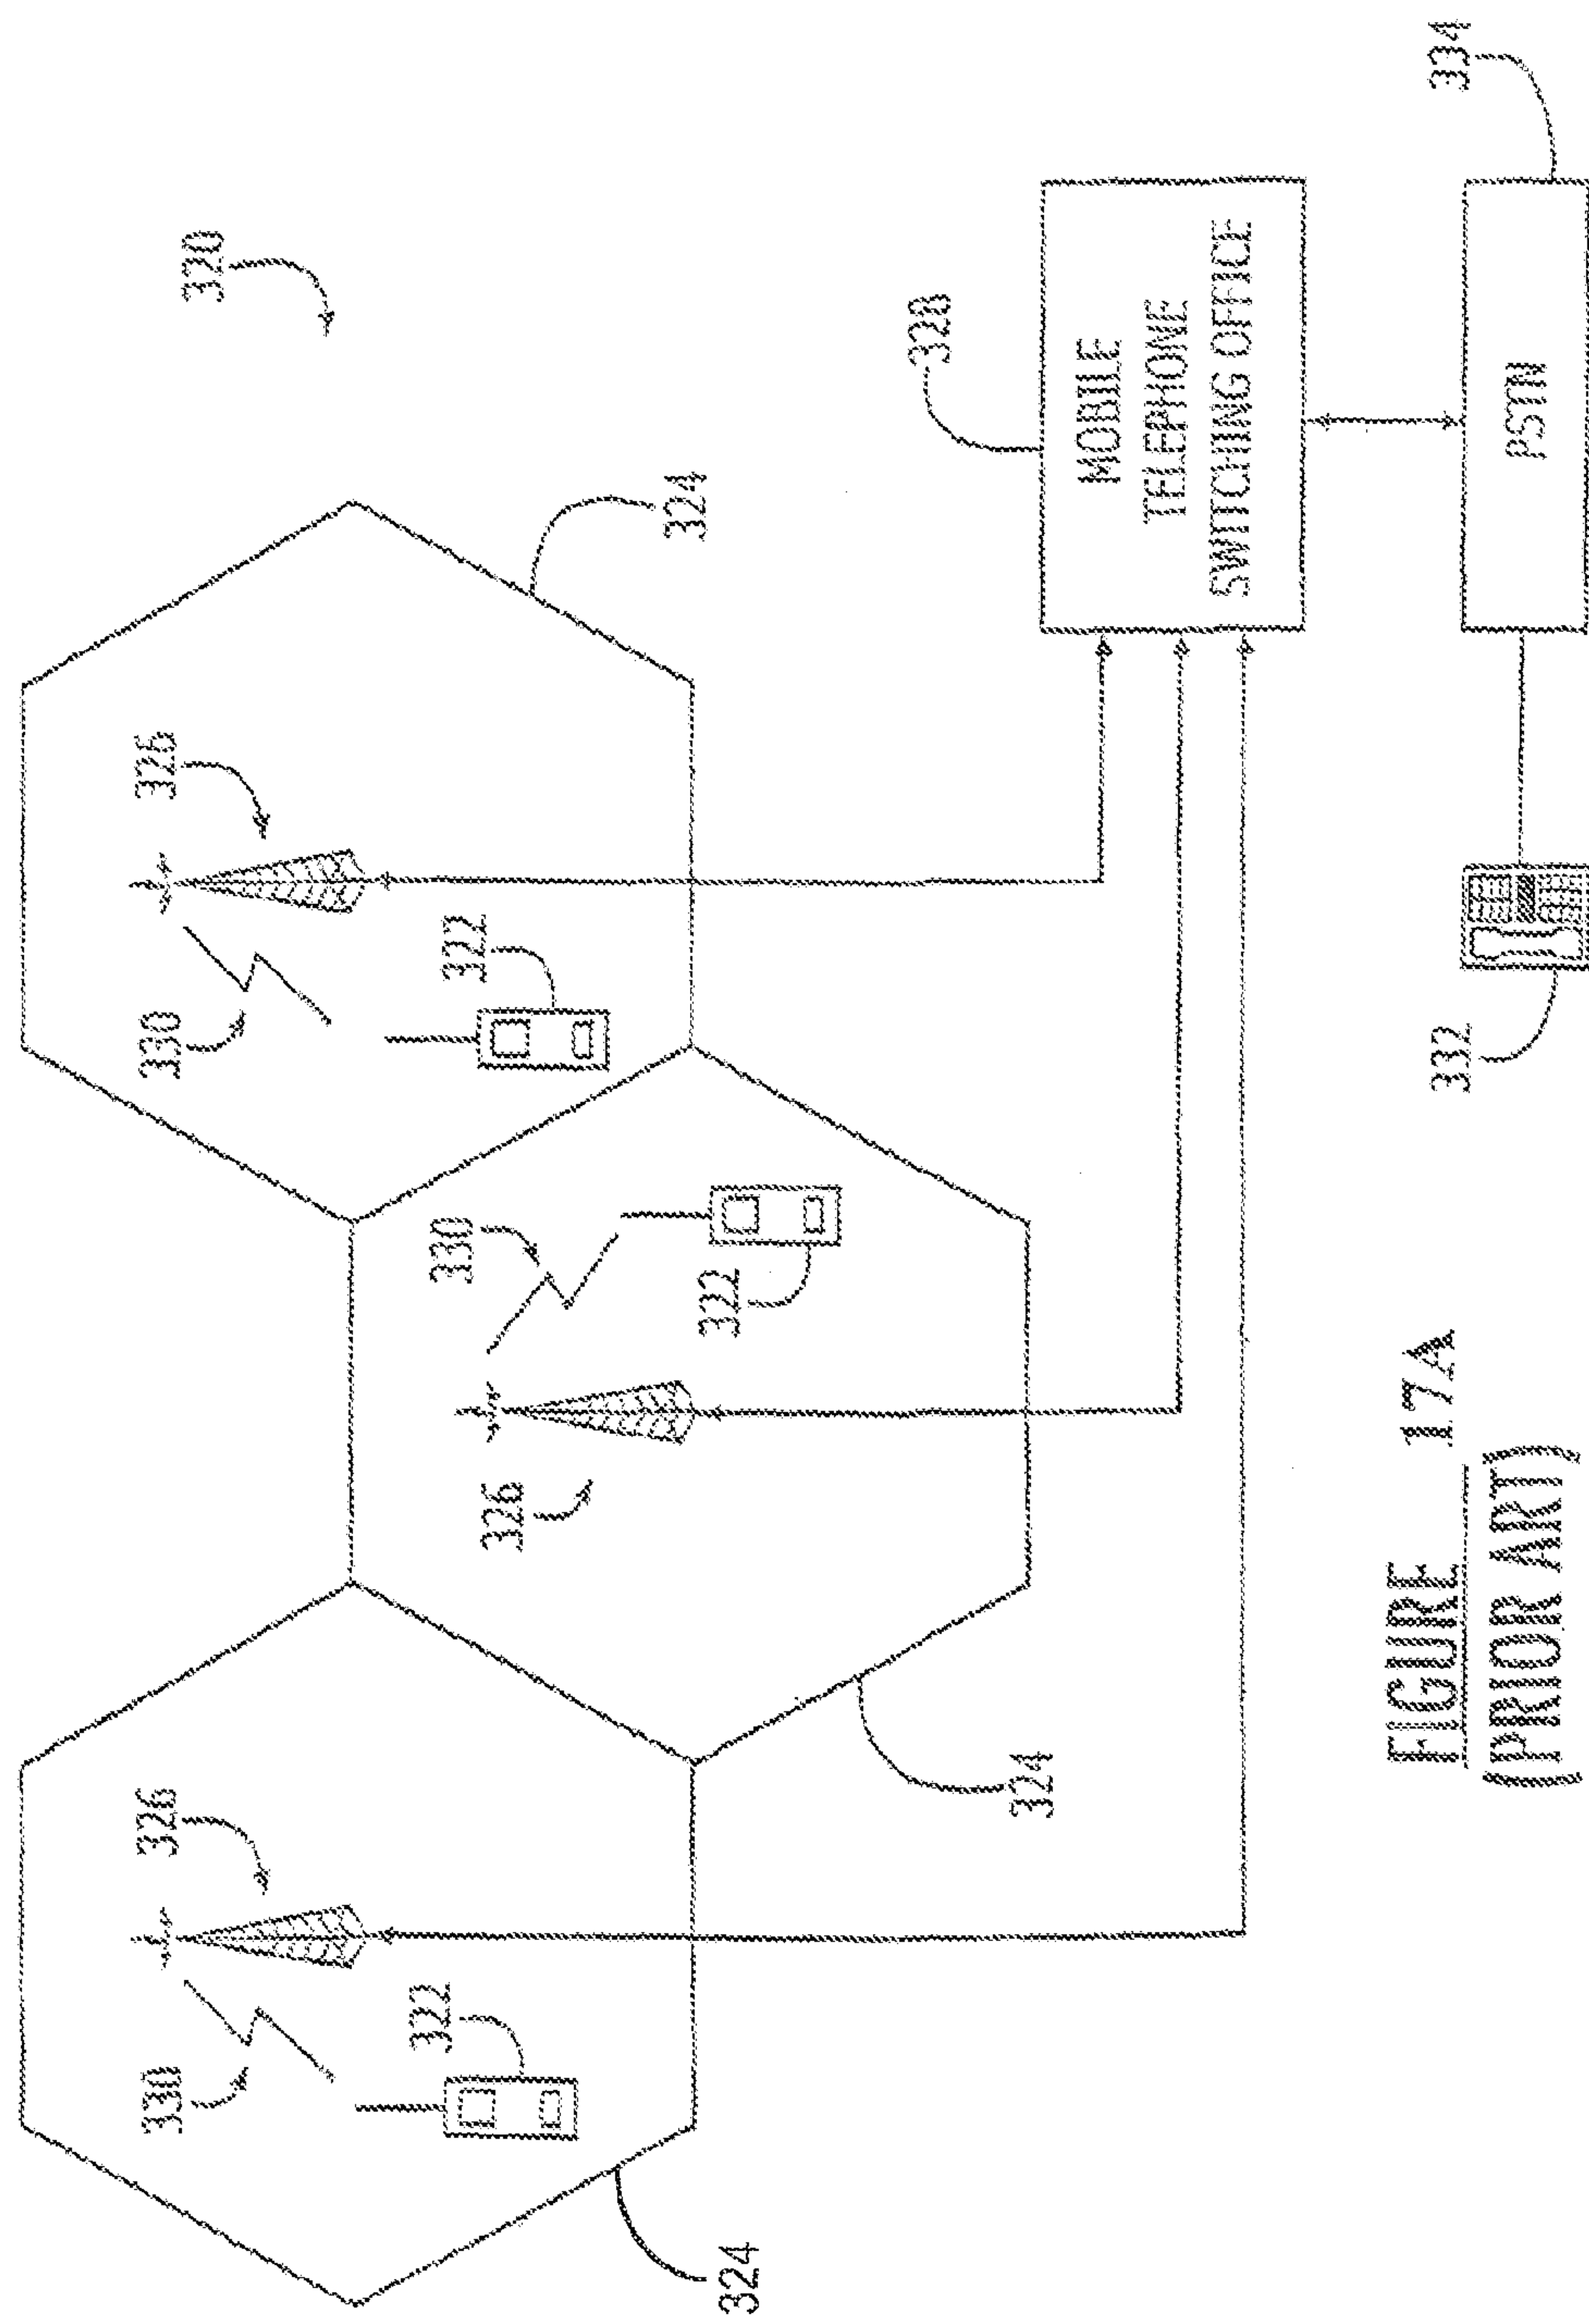 330
326
330
326
320
322
330
322
326
324
322
324
328
324
MOBILE
TELEPHONE
SWITCHING OFFICE
332
334
PSTN
FIGURE 17A
(PRIOR ART)